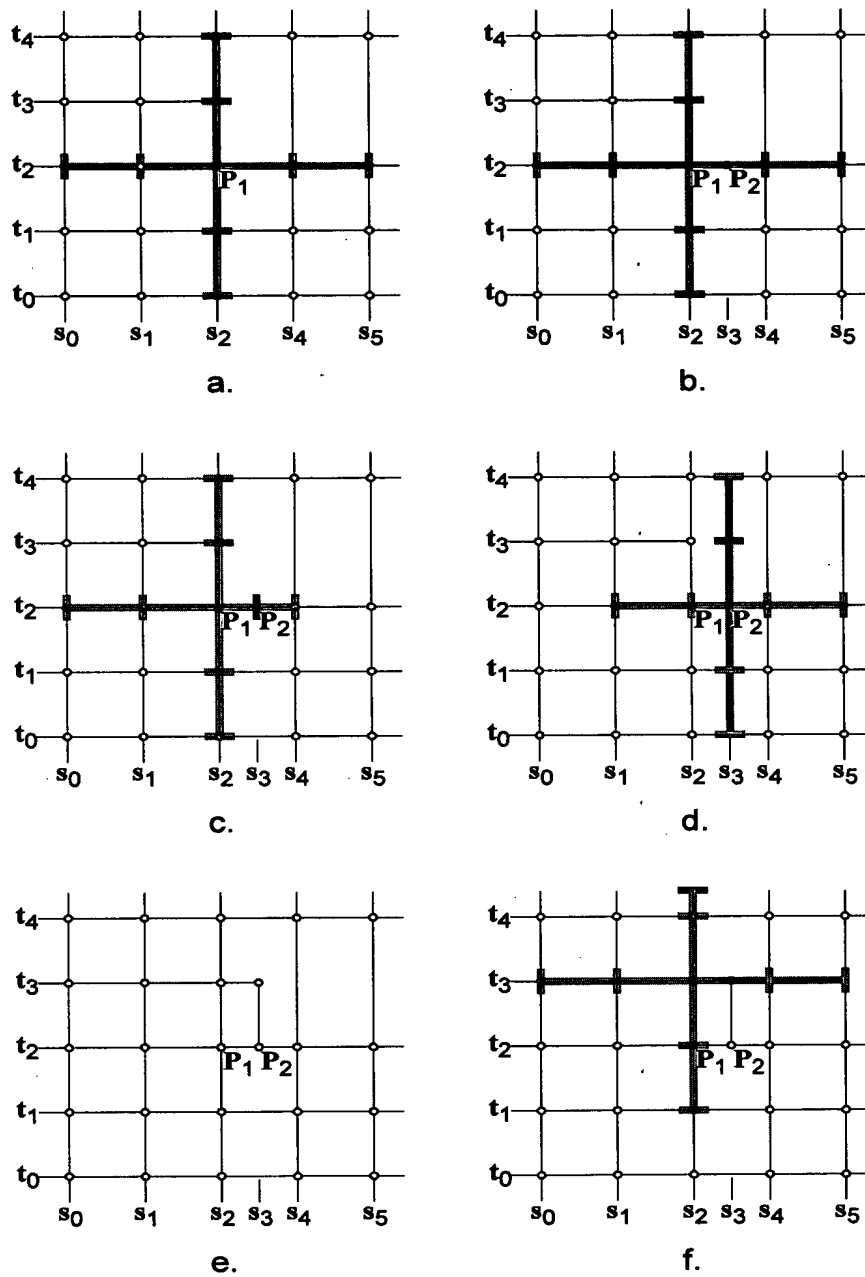 t4 t4
t3 t3
t2 P1 t2 P1 P2
t1 t1
t0 t0
s0 s1 s2 s4 s5 s0 s1 s2 s3 s4 s5
a. b.
t4 t4
t3 t3
t2 P1 P2 t2 P1 P2
t1 t1
t0 t0
s0 s1 s2 s3 s4 s5 s0 s1 s2 s3 s4 s5
c. d.
t4 t4
t3 t3
t2 P1 P2 t2 P1 P2
t1 t1
t0 t0
s0 s1 s2 s3 s4 s5 s0 s1 s2 s3 s4 s5
e. f.